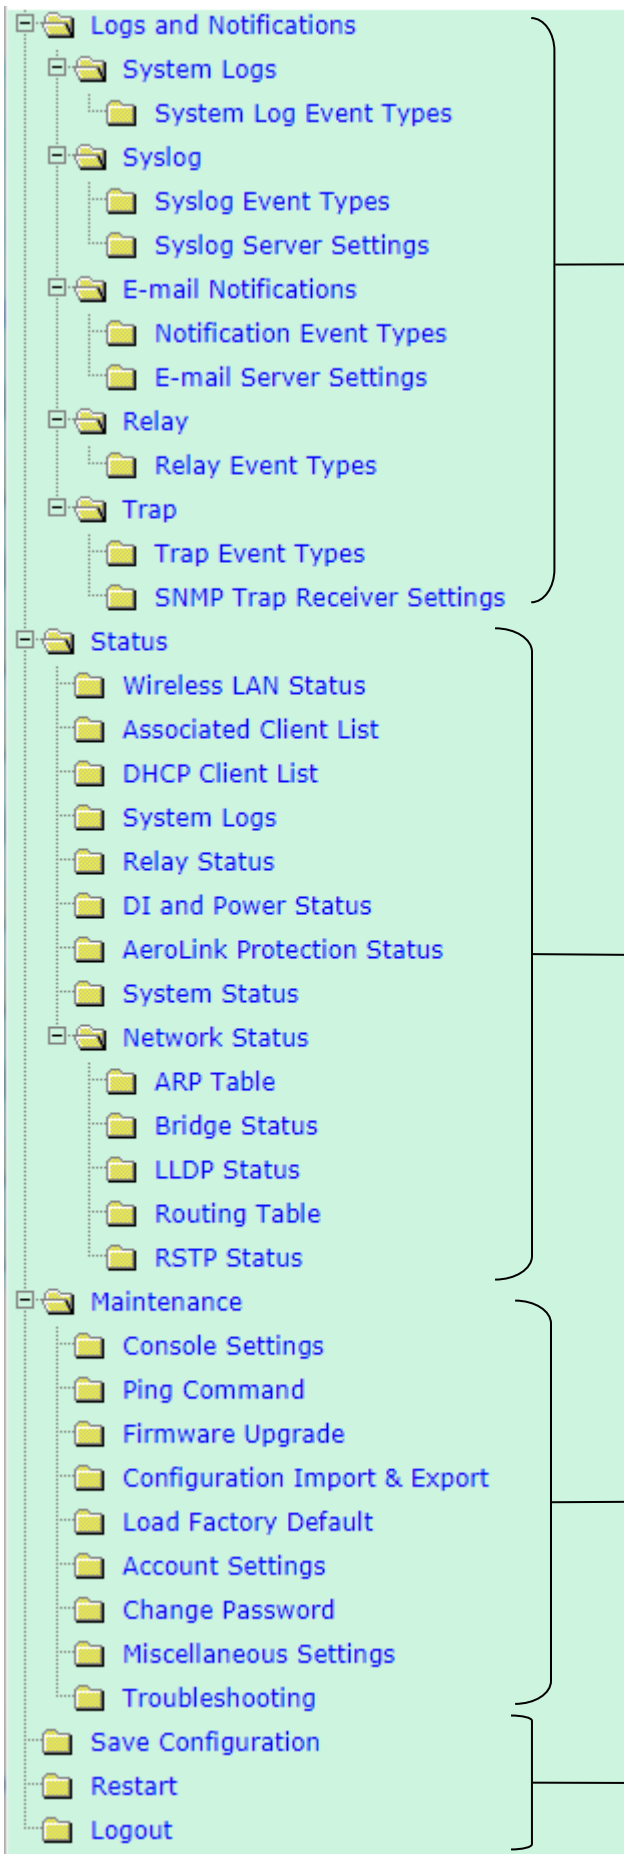 Logs and Notifications
System Logs
System Log Event Types
Syslog
Syslog Event Types
Syslog Server Settings
E-mail Notifications
Notification Event Types
E-mail Server Settings
Relay
Relay Event Types
Trap
Trap Event Types
SNMP Trap Receiver Settings
Status
Wireless LAN Status
Associated Client List
DHCP Client List
System Logs
Relay Status
DI and Power Status
AeroLink Protection Status
System Status
Network Status
ARP Table
Bridge Status
LLDP Status
Routing Table
RSTP Status
Maintenance
Console Settings
Ping Command
Firmware Upgrade
Configuration Import & Export
Load Factory Default
Account Settings
Change Password
Miscellaneous Settings
Troubleshooting
Save Configuration
Restart
Logout